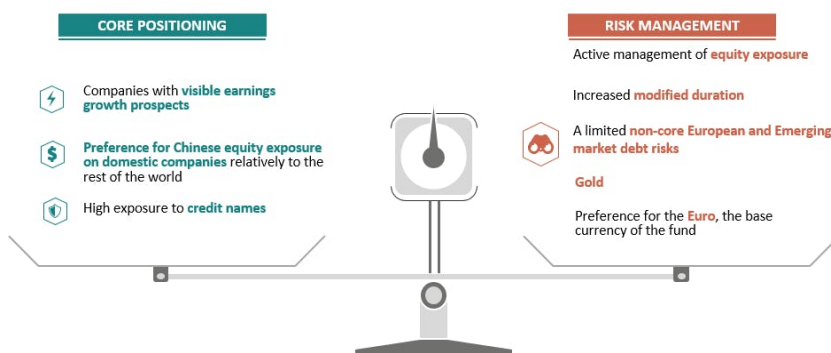 CORE POSITIONING
Companies with visible earnings
growth prospects
Preference for Chinese equity exposure
on domestic companies relatively to the
rest of the world
High exposure to credit names
RISK MANAGEMENT
Active management of equity exposure
Increased modified duration
A limited non-core European and Emerging
market debt risks
Gold
Preference for the Euro, the base
currency of the fund